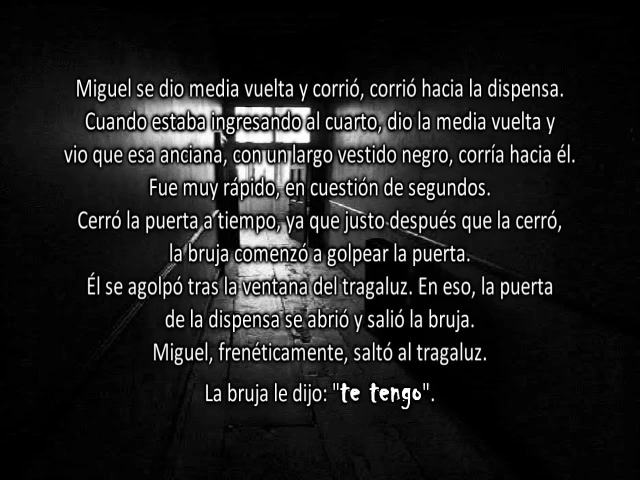 Miguel se dio media vuelta y corrió, corrió hacia la dispensa.
Cuando estaba ingresando al cuarto, dio la media vuelta y
vio que esa anciana, con un largo vestido negro, corría hacia él.
Fue muy rápido, en cuestión de segundos.
Cerró la puerta a tiempo, ya que justo después que la cerró,
la bruja comenzó a golpear la puerta.
Él se agolpó tras la ventana del tragaluz. En eso, la puerta
de la dispensa se abrió y salió la bruja.
Miguel, frenéticamente, saltó al tragaluz.
La bruja le dijo: "te tengo".